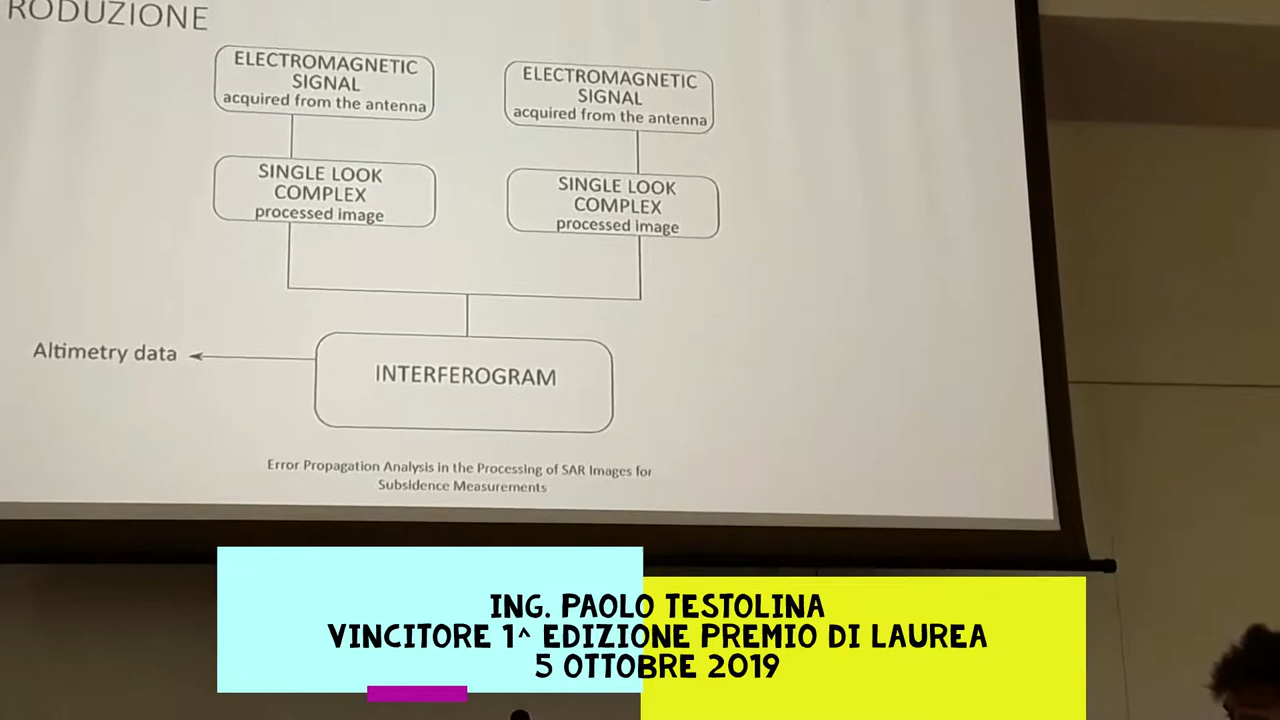 RODUZIONE
ELECTROMAGNETIC
SIGNAL
acquired from the antenna
ELECTROMAGNETIC
SIGNAL
acquired from the antenna
SINGLE LOOK
COMPLEX
processed image
SINGLE LOOK
COMPLEX
processed image
Altimetry data
INTERFEROGRAM
Error Propagation Analysis in the Processing of SAR Images for
Subsidence Measurements
ING. PAOLO TESTOLINA
VINCITORE 1^ EDIZIONE PREMIO DI LAUREA
5 OTTOBRE 2019